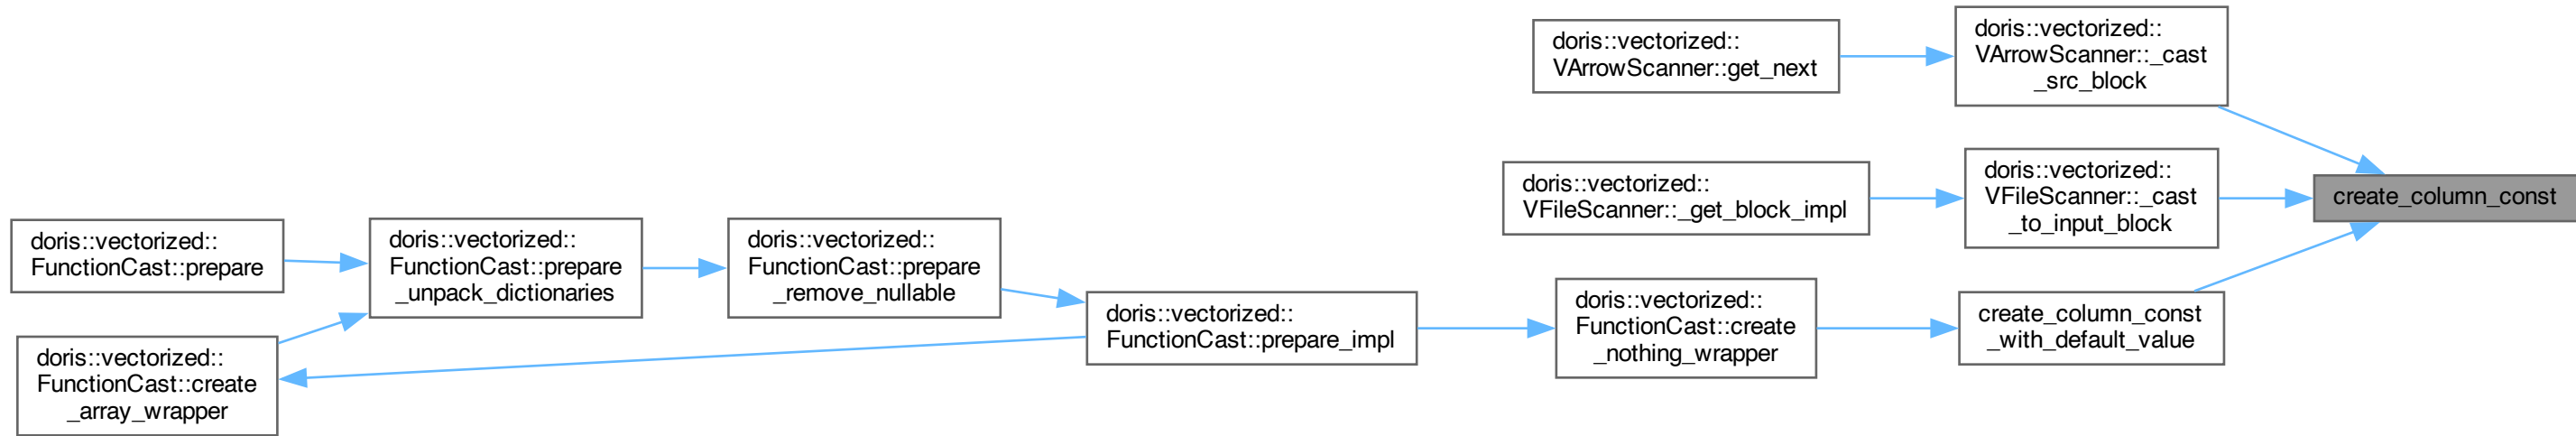 doris::vectorized::
VArrowScanner::get_next
doris::vectorized::
VArrowScanner::_cast
_src_block
doris::vectorized::
VFileScanner::_get_block_impl
doris::vectorized::
VFileScanner::_cast
_to_input_block
create_column_const
doris::vectorized::
FunctionCast::prepare
doris::vectorized::
FunctionCast::prepare
_unpack_dictionaries
doris::vectorized::
FunctionCast::prepare
_remove_nullable
doris::vectorized::
FunctionCast::prepare_impl
doris::vectorized::
FunctionCast::create
_nothing_wrapper
create_column_const
_with_default_value
doris::vectorized::
FunctionCast::create
_array_wrapper